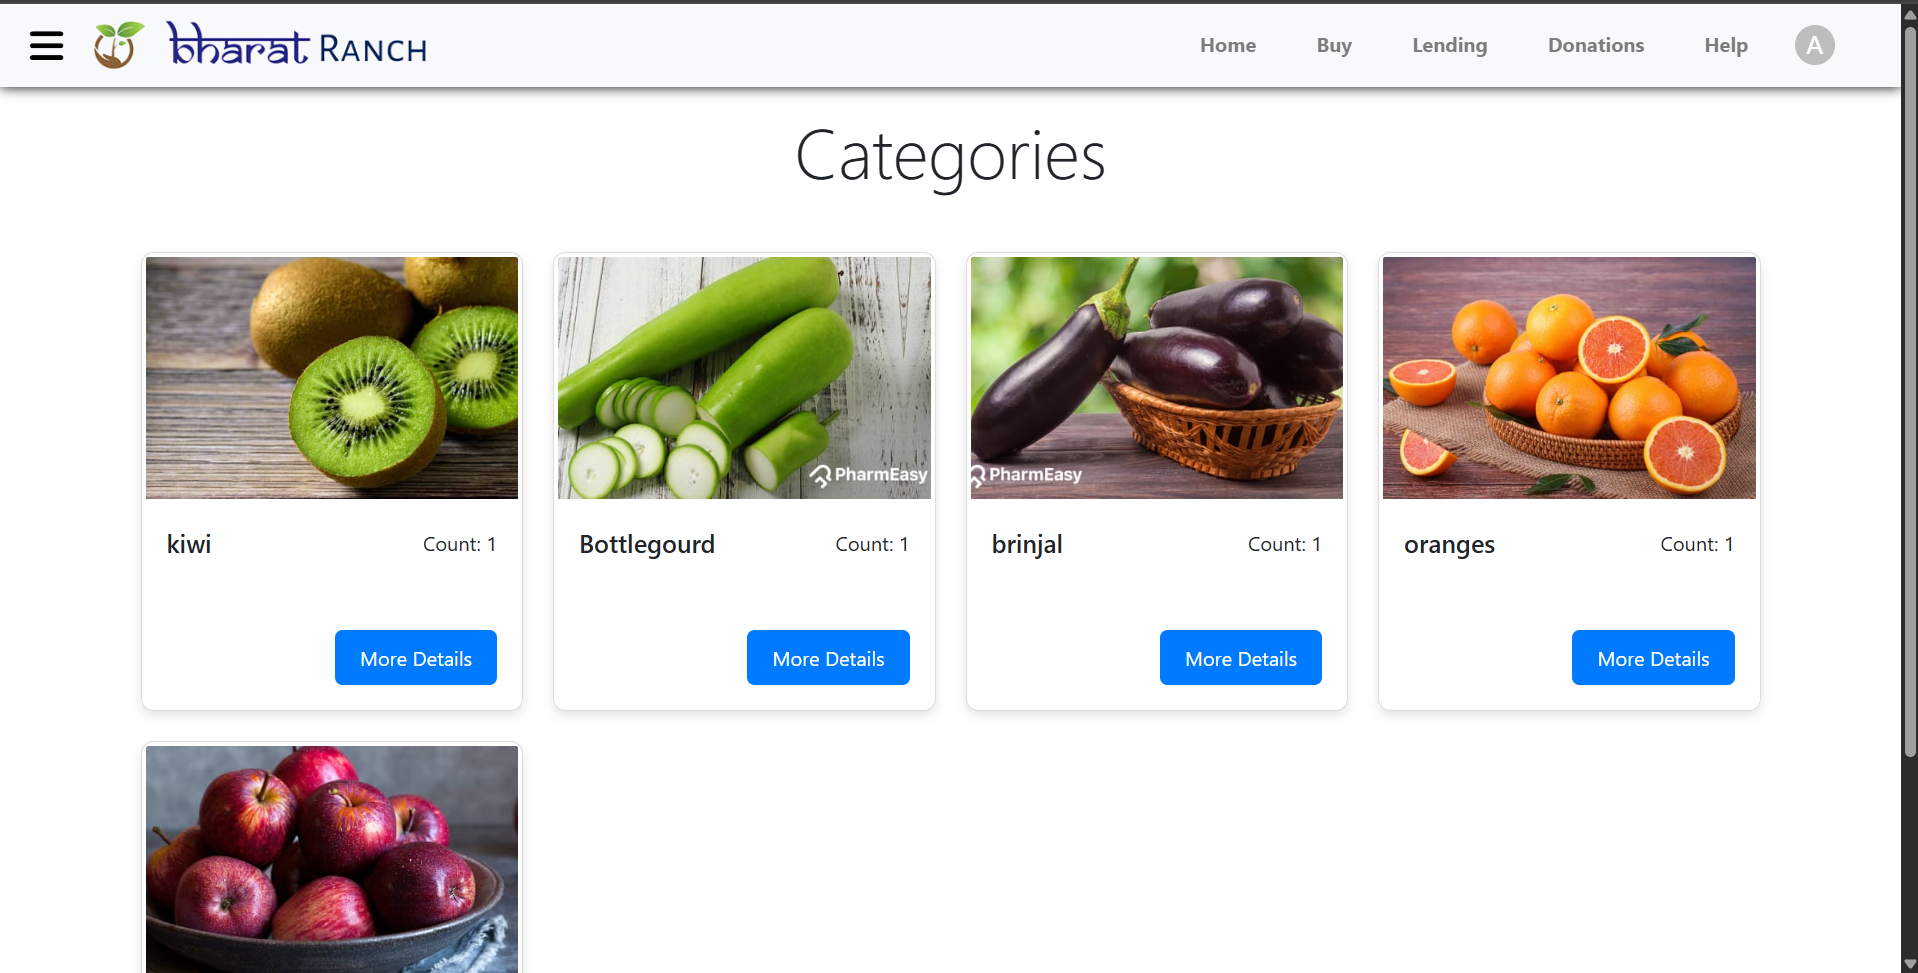 bharat RANCH
Home Buy Lending Donations Help A
Categories
PharmEasy
PharmEasy
kiwi Count: 1
Bottlegourd Count: 1
brinjal Count: 1
oranges Count: 1
More Details
More Details
More Details
More Details